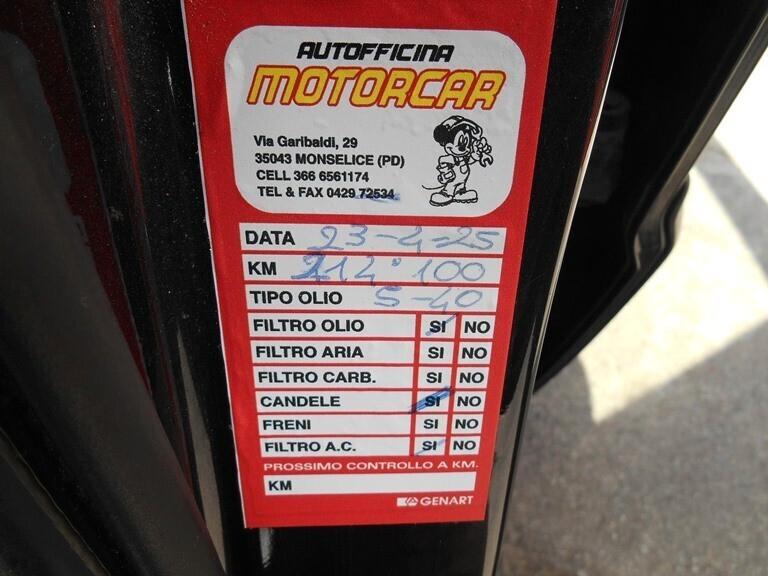 AUTOFFICINA
MOTORCAR
Via Garibaldi, 29
35043 MONSELICE (PD)
CELL 366 6561174
TEL & FAX 0429 72534
DATA 23-4-25
KM 214.100
TIPO OLIO 5-40
FILTRO OLIO SI NO
FILTRO ARIA SI NO
FILTRO CARB. SI NO
CANDELE SI NO
FRENI SI NO
FILTRO A.C. SI NO
PROSSIMO CONTROLLO A KM.
KM
GENART